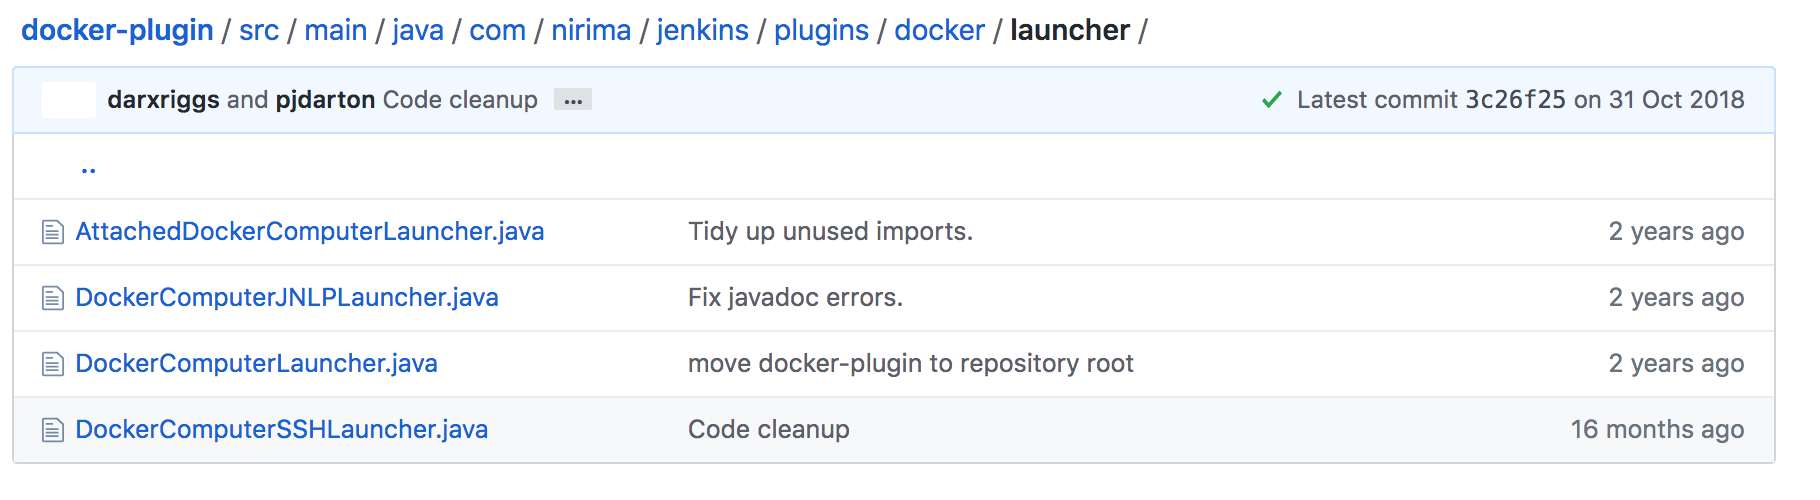 docker-plugin / src / main / java / com / nirima / jenkins / plugins / docker / launcher /
darxriggs and pjdarton Code cleanup ... Latest commit 3c26f25 on 31 Oct 2018
..
AttachedDockerComputerLauncher.java Tidy up unused imports. 2 years ago
DockerComputerJNLPLauncher.java Fix javadoc errors. 2 years ago
DockerComputerLauncher.java move docker-plugin to repository root 2 years ago
DockerComputerSSHLauncher.java Code cleanup 16 months ago